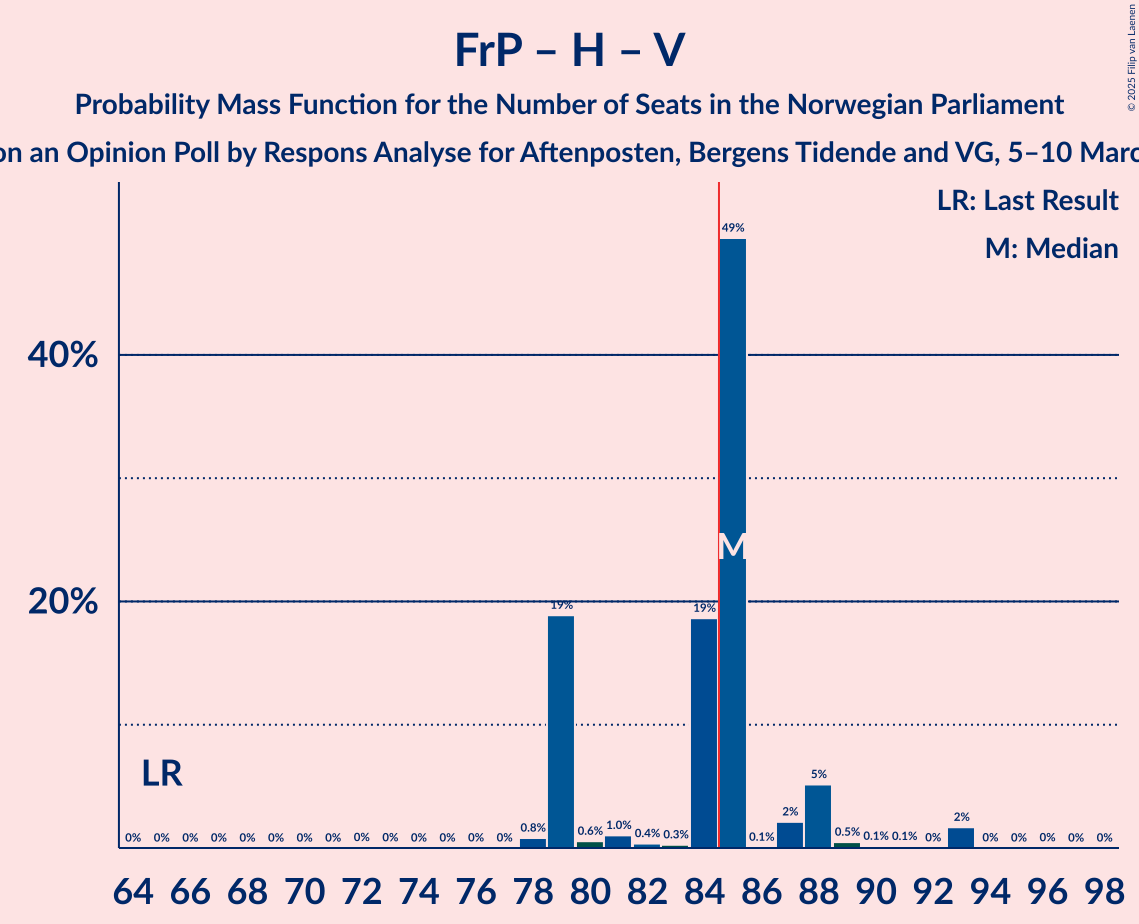 FrP – H – V
Probability Mass Function for the Number of Seats in the Norwegian Parliament
on an Opinion Poll by Respons Analyse for Aftenposten, Bergens Tidende and VG, 5–10
© 2025 Filip van Laenen
LR: Last Result
M: Median
49%
40%
M
20%
19% 19%
LR
5%
2% 2%
0% 0% 0% 0% 0% 0% 0% 0% 0% 0% 0% 0% 0% 0% 0.8% 0.6% 1.0% 0.4% 0.3% 0.1% 0.5% 0.1% 0.1% 0% 0% 0% 0% 0% 0%
64 66 68 70 72 74 76 78 80 82 84 86 88 90 92 94 96 98